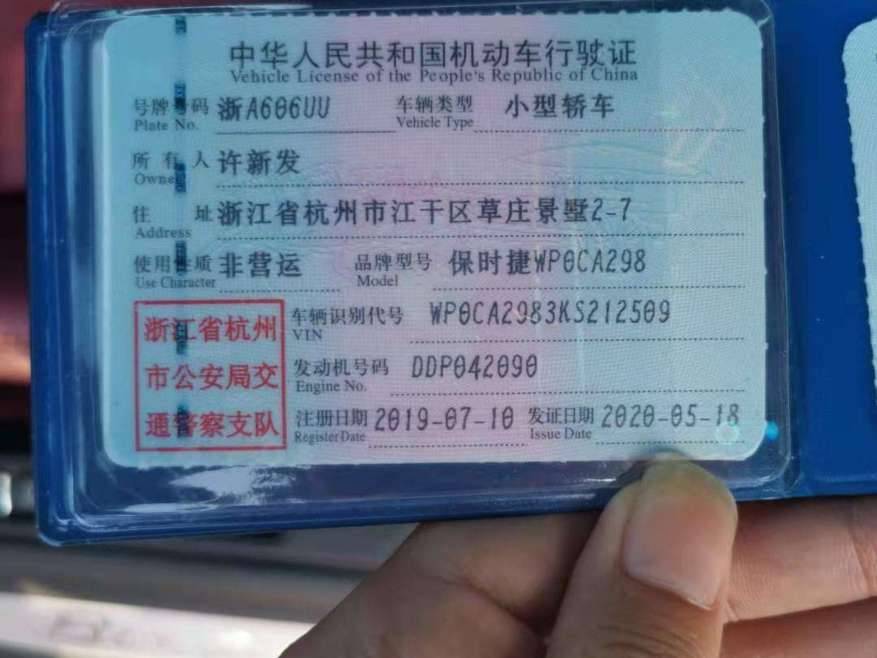 中华人民共和国机动车行驶证
Vehicle License of the People's Republic of China
号牌号码 浙A606UU 车辆类型 小型轿车
Plate No. Vehicle Type
所有人 许新发
Owner
住址 浙江省杭州市江干区草庄景墅2-7
Address
使用性质 非营运 品牌型号 保时捷WP0CA298
Use Character Model
浙江省杭州
市公安局交
通警察支队
车辆识别代号 WP0CA2983KS212509
VIN
发动机号码 DDP042090
Engine No.
注册日期 2019-07-10 发证日期 2020-05-18
Register Date Issue Date